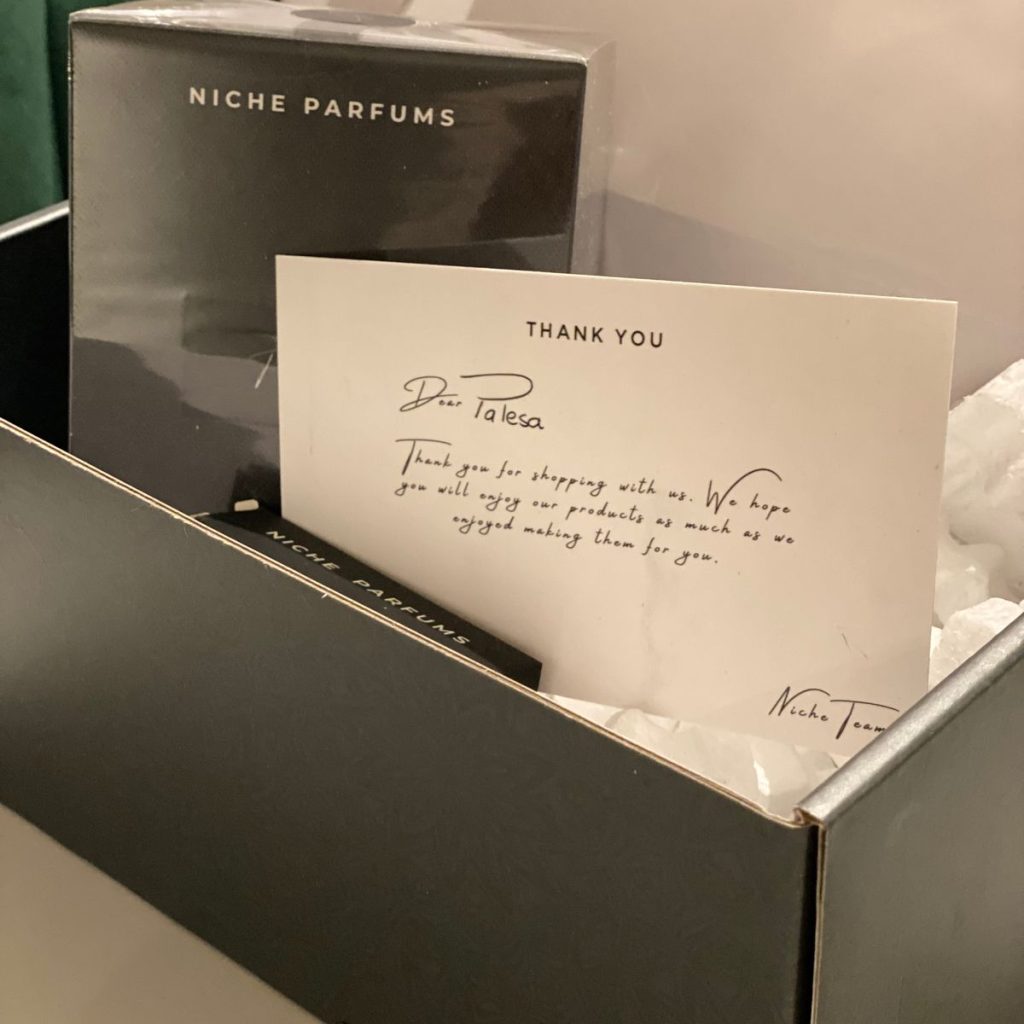 NICHE PARFUMS
THANK YOU
Dear Palesa
Thank you for shopping with us. We hope
you will enjoy our products as much as we
enjoyed making them for you.
NICHE PARFUMS
Niche Team